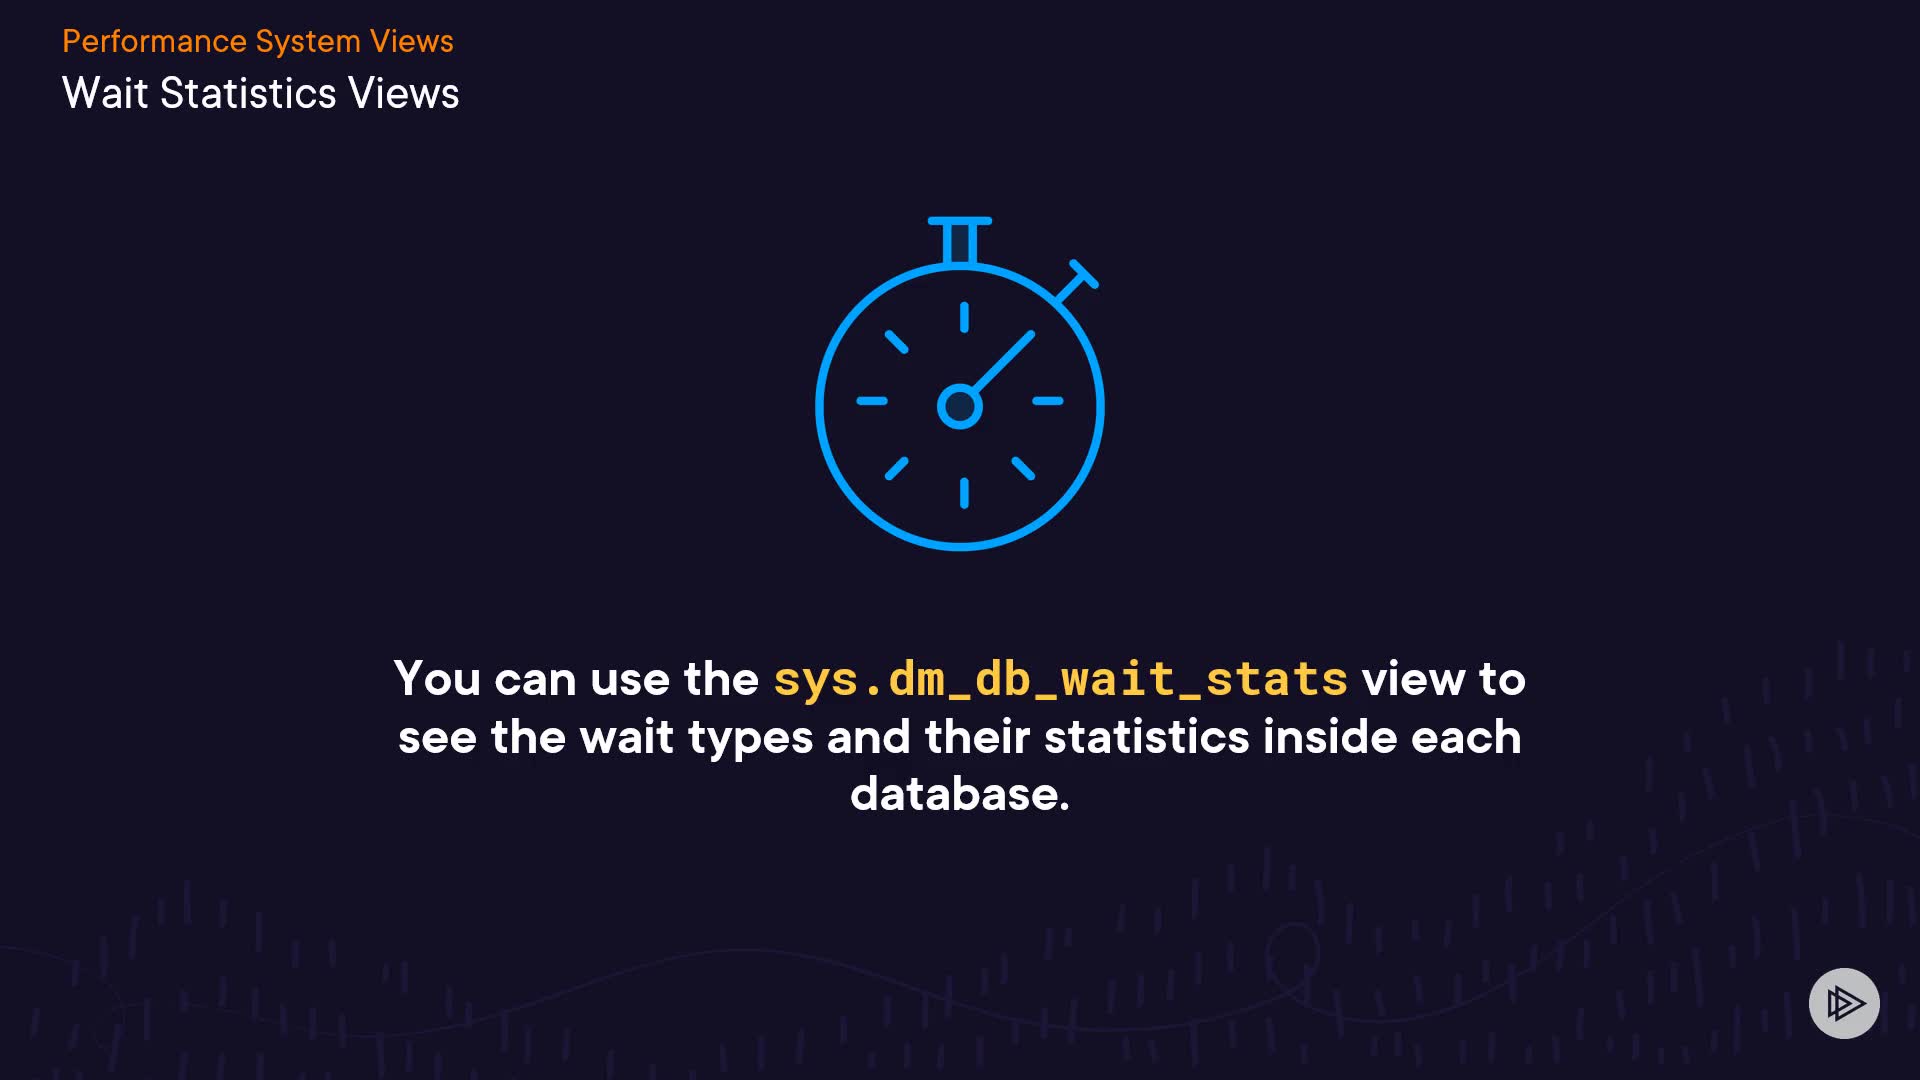 Performance System Views
Wait Statistics Views
You can use the sys.dm_db_wait_stats view to
see the wait types and their statistics inside each
database.